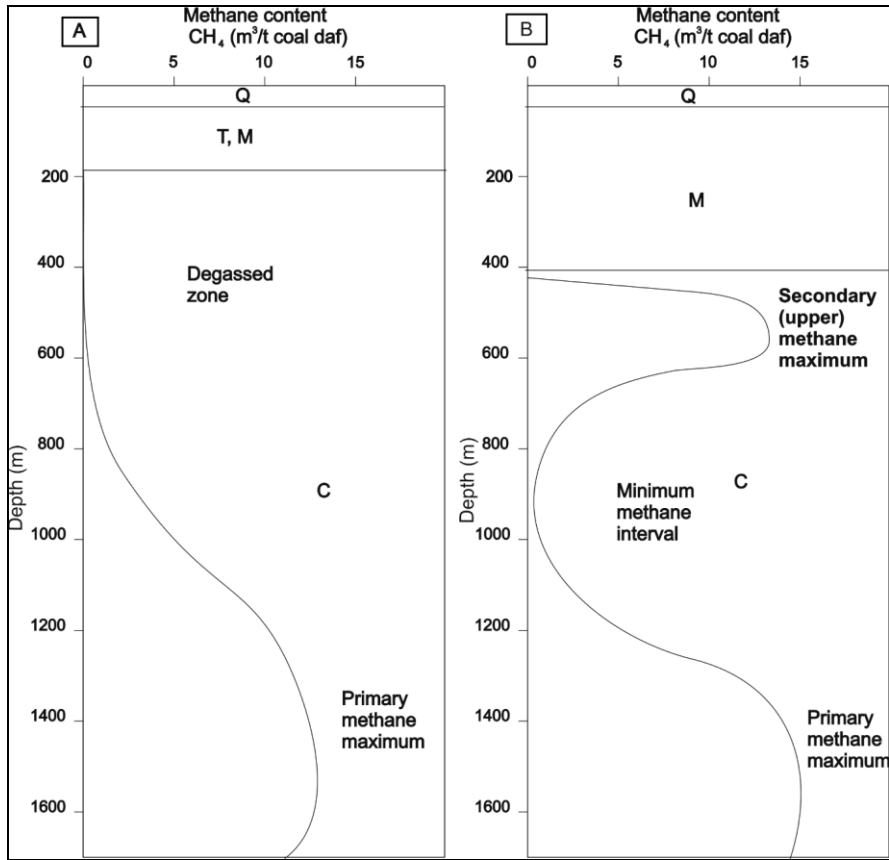 A
Methane content
CH₄ (m³/t coal daf)
0 5 10 15
Q
T, M
200
400
Degassed
zone
600
800
C
Depth (m)
1000
1200
Primary
methane
maximum
1400
1600
B
Methane content
CH₄ (m³/t coal daf)
0 5 10 15
Q
200
M
400
Secondary
(upper)
methane
maximum
600
800
C
Minimum
methane
interval
Depth (m)
1000
1200
1400
Primary
methane
maximum
1600